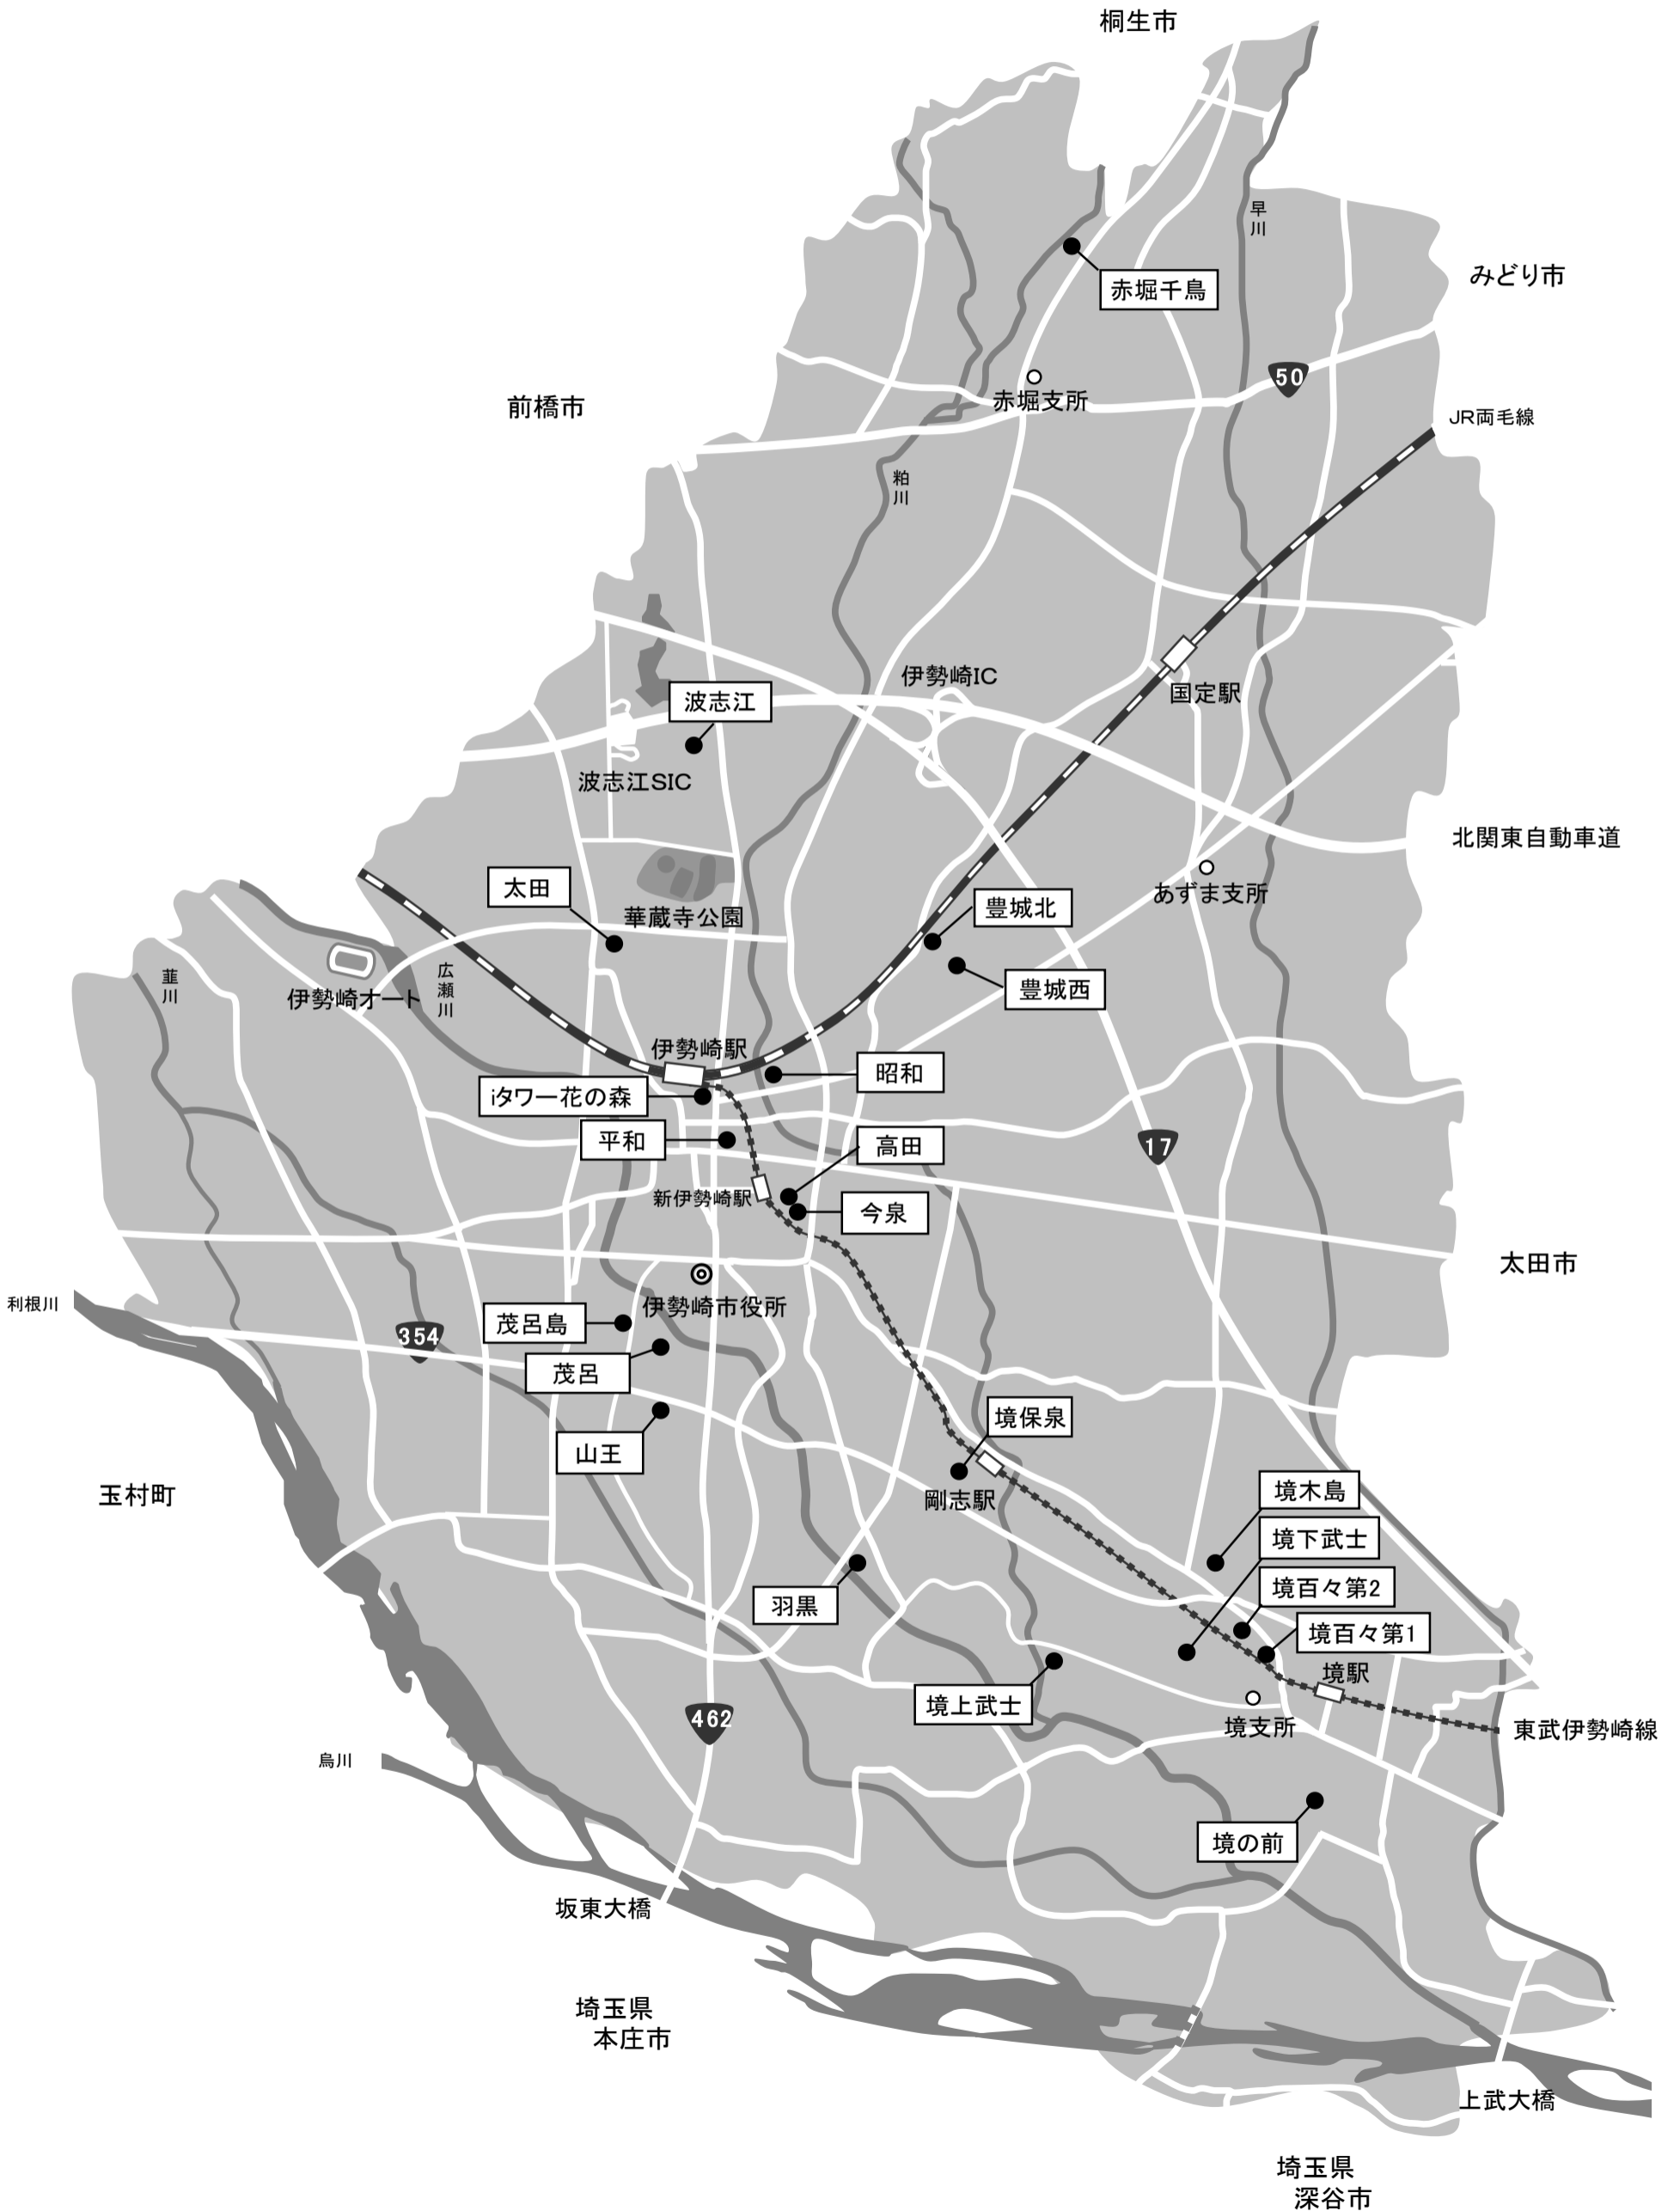 桐生市
早川
みどり市
赤堀千鳥
50
前橋市
赤堀支所
JR両毛線
粕川
伊勢崎IC
国定駅
波志江
波志江SIC
北関東自動車道
太田
華蔵寺公園
豊城北
あずま支所
韮川
伊勢崎オート
広瀬川
豊城西
伊勢崎駅
昭和
iタワー花の森
平和
高田
17
新伊勢崎駅
今泉
太田市
利根川
伊勢崎市役所
茂呂島
354
茂呂
境保泉
山王
玉村町
剛志駅
境木島
境下武士
境百々第2
羽黒
境百々第1
境駅
境上武士
462
境支所
東武伊勢崎線
烏川
境の前
坂東大橋
埼玉県
本庄市
上武大橋
埼玉県
深谷市